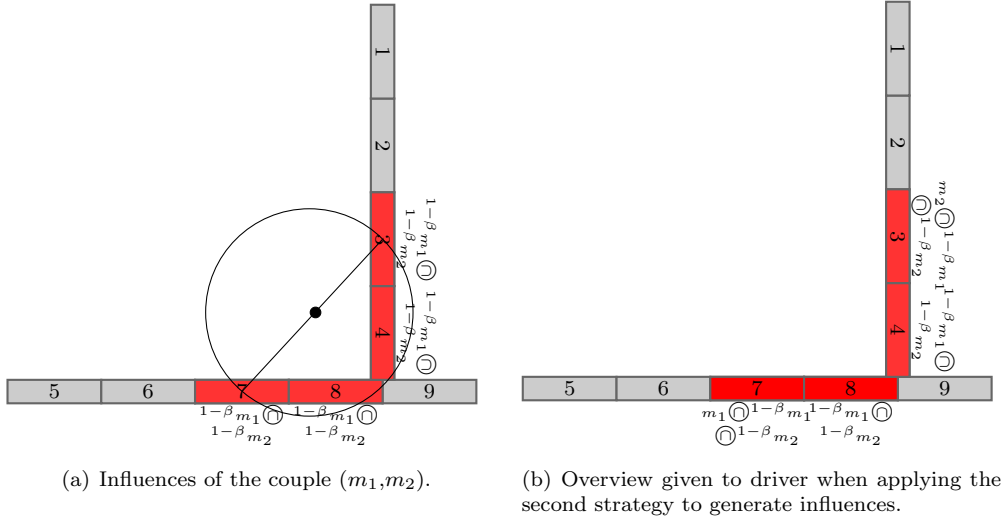 1
2
3
4
1−β m1 ∩
1−β m2
1−β m1 ∩
1−β m2
5 6 7 8 9
1−β m1 ∩ 1−β m1 ∩
1−β m2 1−β m2
(a) Influences of the couple (m1,m2).
1
2
3
4
m2 ∩ 1−β m1
∩ 1−β m2
1−β m1 ∩
1−β m2
5 6 7 8 9
m1 ∩ 1−β m1 1−β m1 ∩
∩ 1−β m2 1−β m2
(b) Overview given to driver when applying the
second strategy to generate influences.